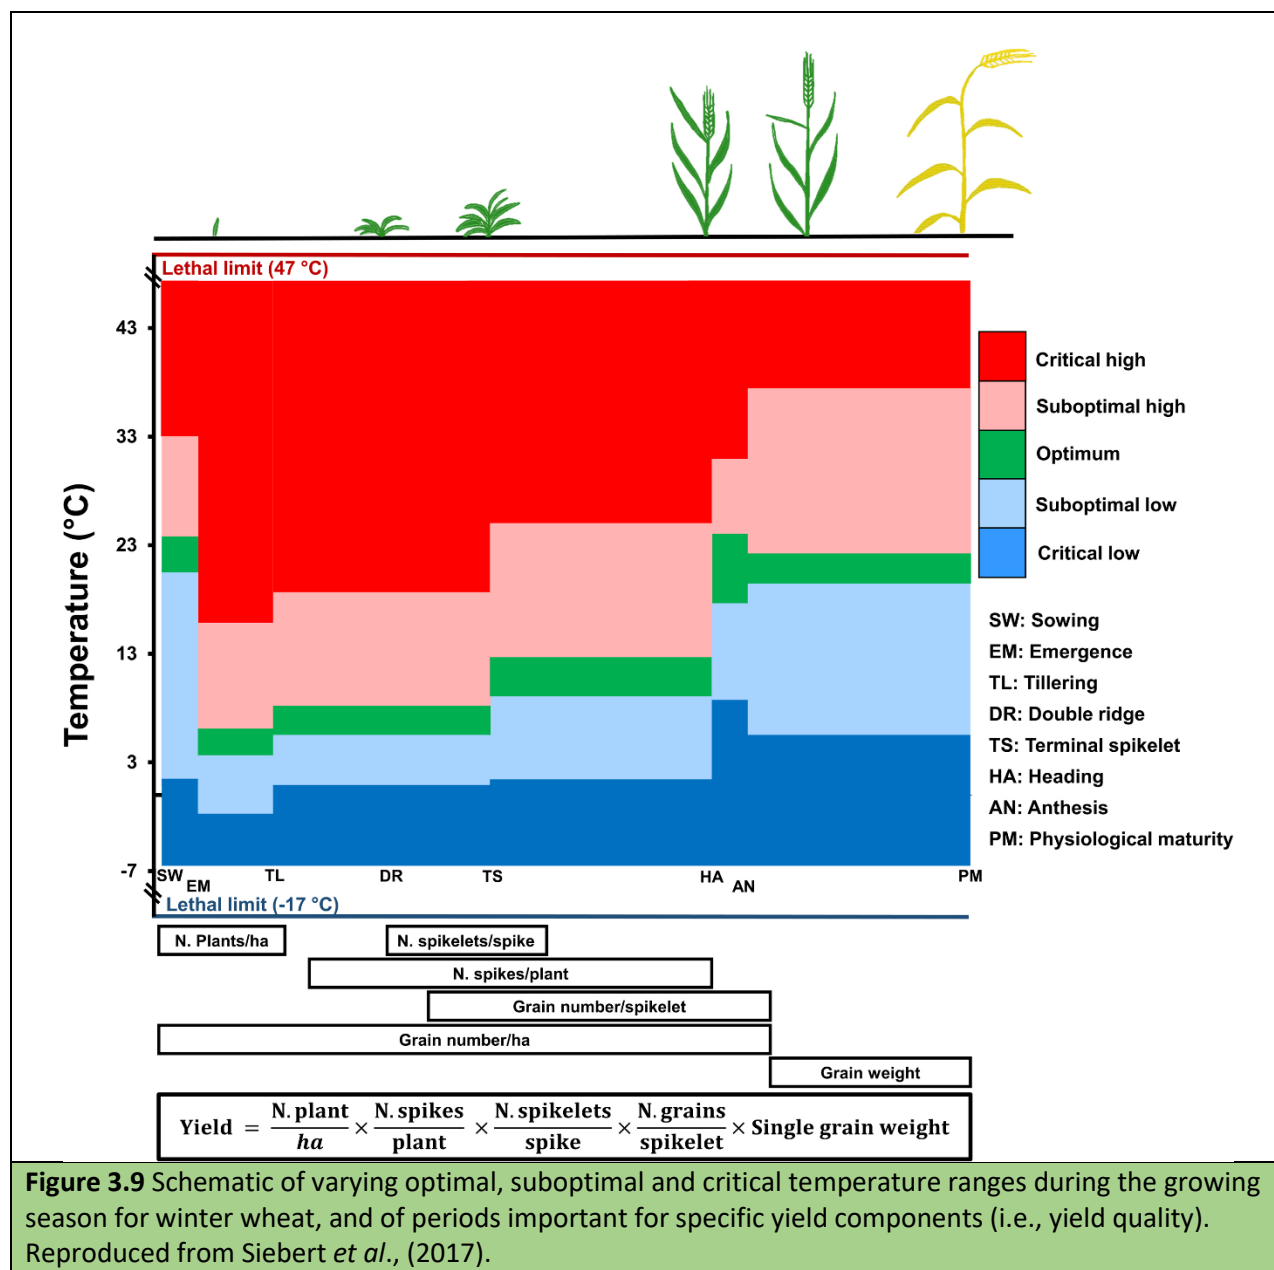 Lethal limit (47 °C)
43
33
23
13
3
-7
Temperature (°C)
Critical high
Suboptimal high
Optimum
Suboptimal low
Critical low
SW: Sowing
EM: Emergence
TL: Tillering
DR: Double ridge
TS: Terminal spikelet
HA: Heading
AN: Anthesis
PM: Physiological maturity
SW EM TL DR TS HA AN PM
Lethal limit (-17 °C)
N. Plants/ha N. spikelets/spike
N. spikes/plant
Grain number/spikelet
Grain number/ha
Grain weight
Yield = N. plant/ha × N. spikes/plant × N. spikelets/spike × N. grains/spikelet × Single grain weight
Figure 3.9 Schematic of varying optimal, suboptimal and critical temperature ranges during the growing
season for winter wheat, and of periods important for specific yield components (i.e., yield quality).
Reproduced from Siebert et al., (2017).